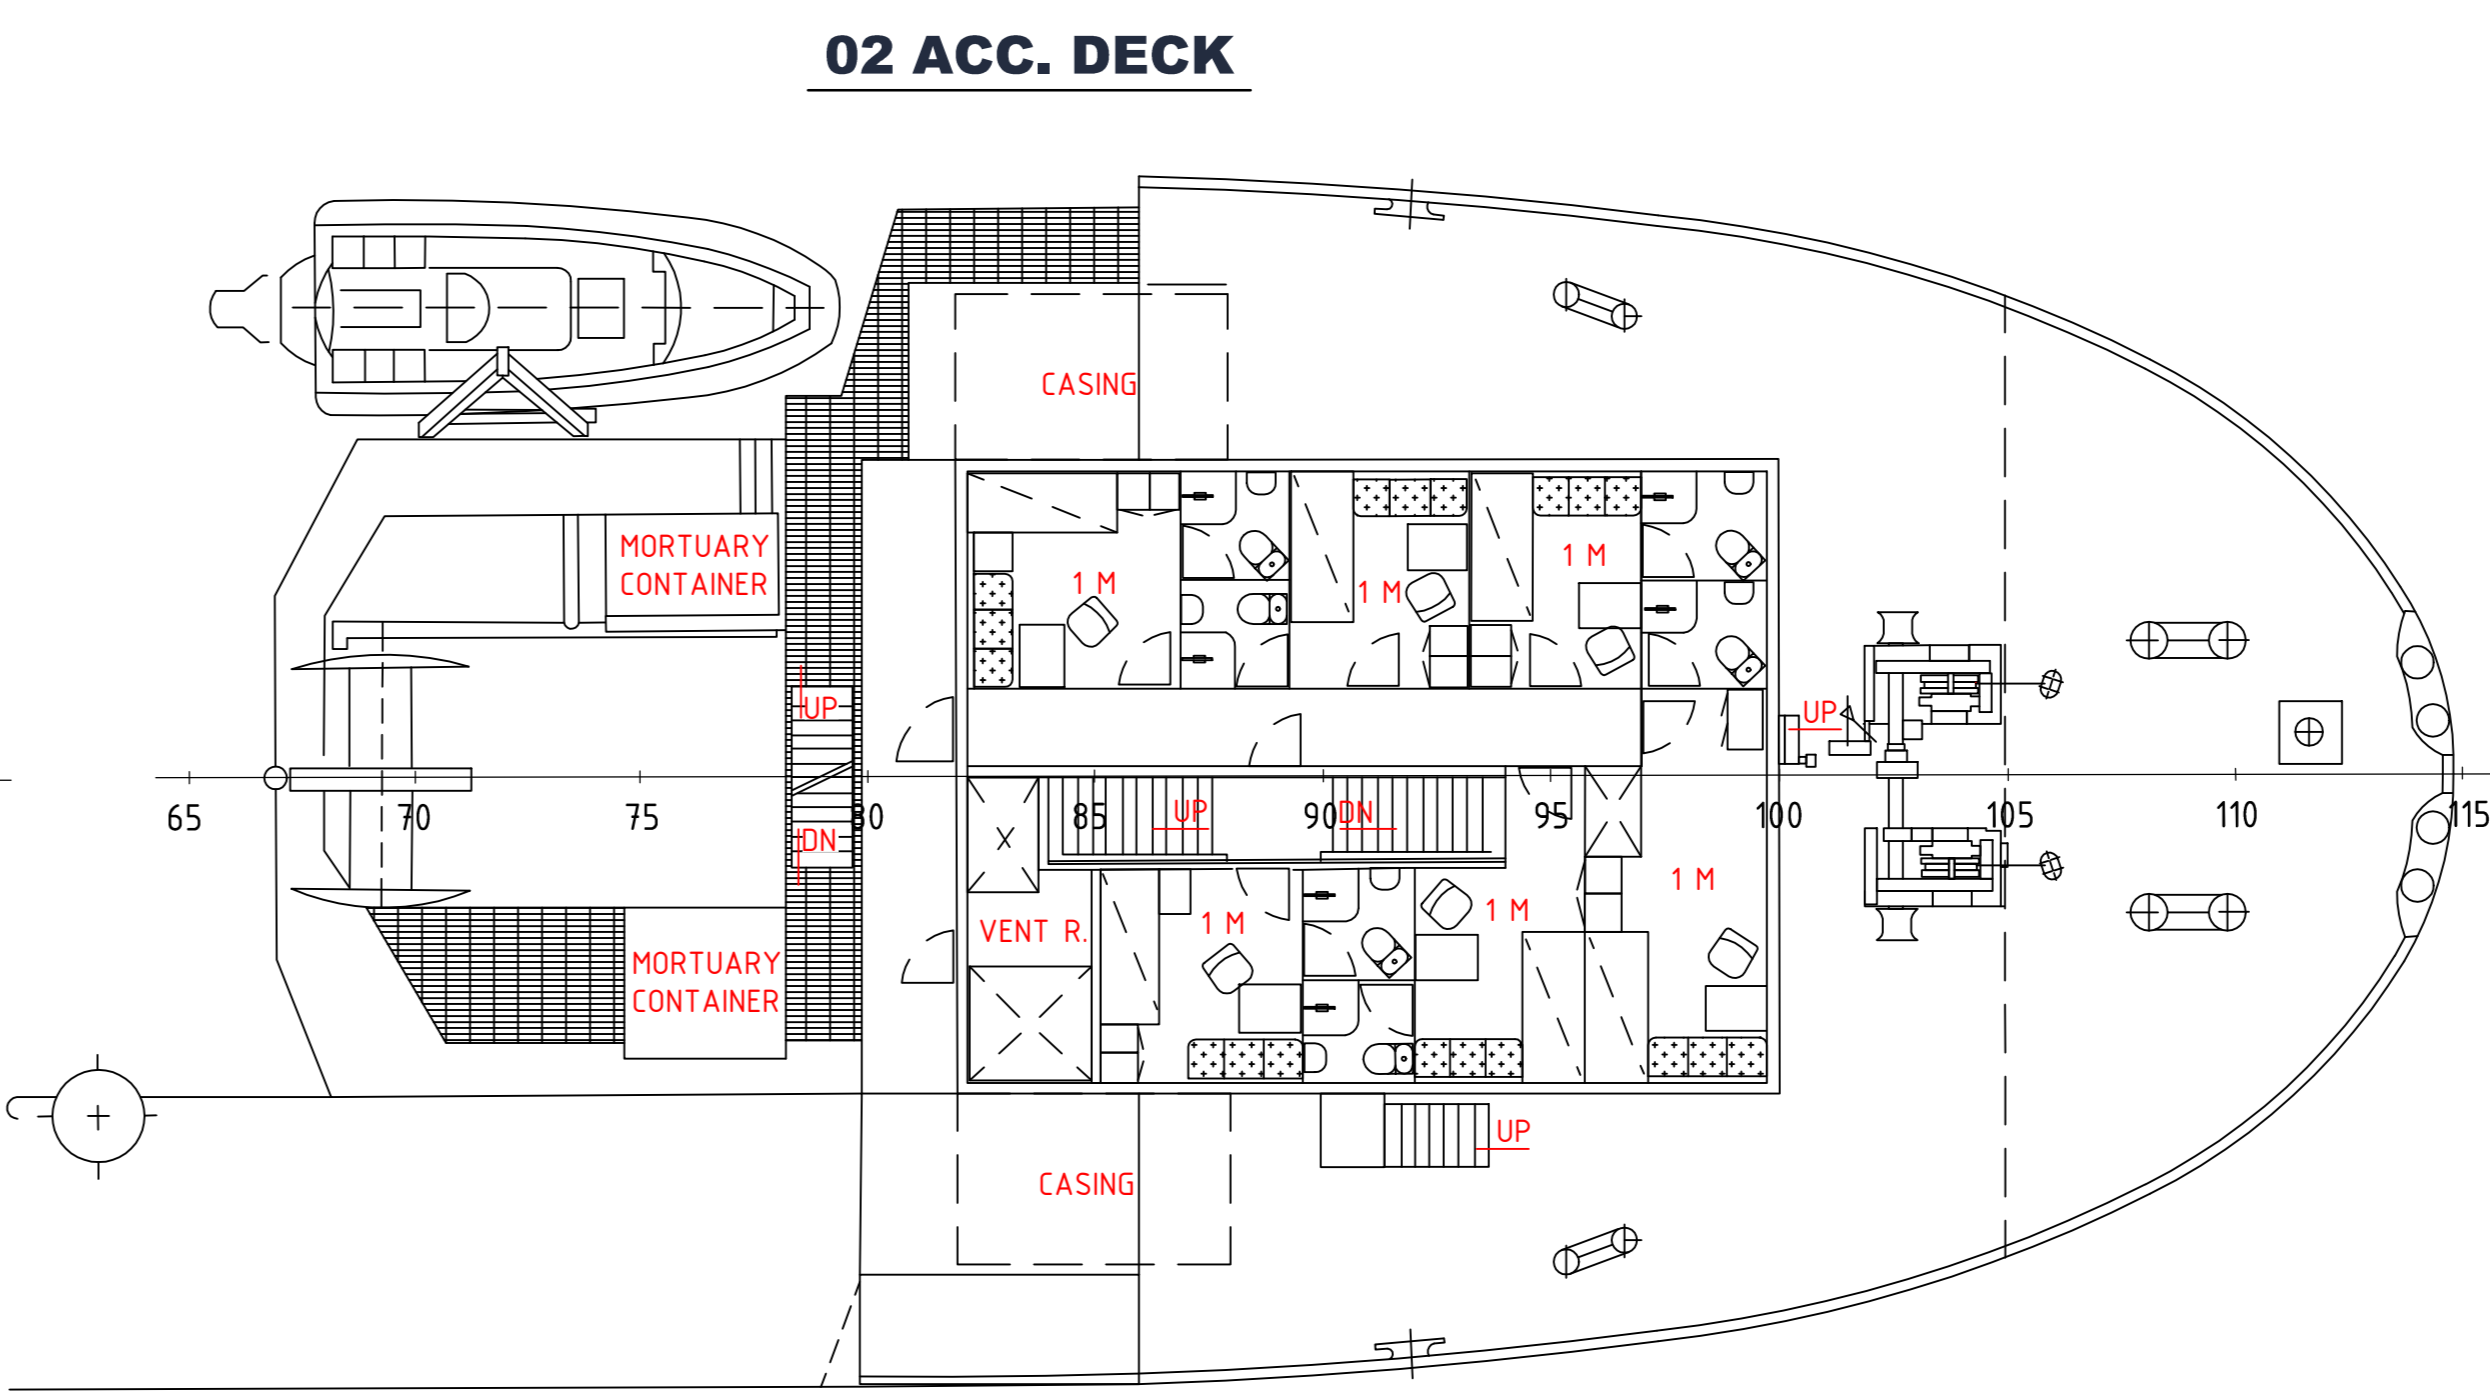 02 ACC. DECK
CASING
MORTUARY
CONTAINER
1 M
1 M
1 M
UP
UP
65
70
75
80
85
90
95
100
105
110
115
DN
UP
DN
1 M
VENT R.
1 M
1 M
MORTUARY
CONTAINER
UP
CASING
X